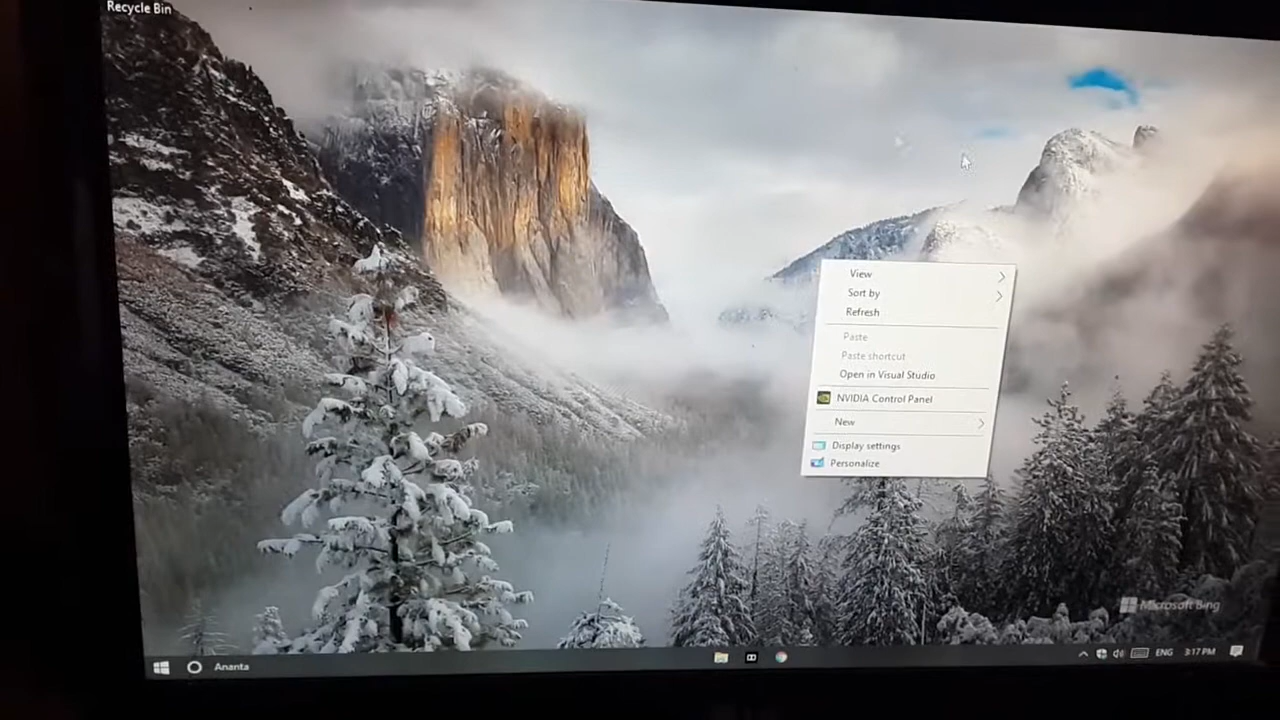 Recycle Bin
View
Sort by
Refresh
Paste
Paste shortcut
Open in Visual Studio
NVIDIA Control Panel
New
Display settings
Personalize
Microsoft Bing
Ananta
ENG
3:17 PM